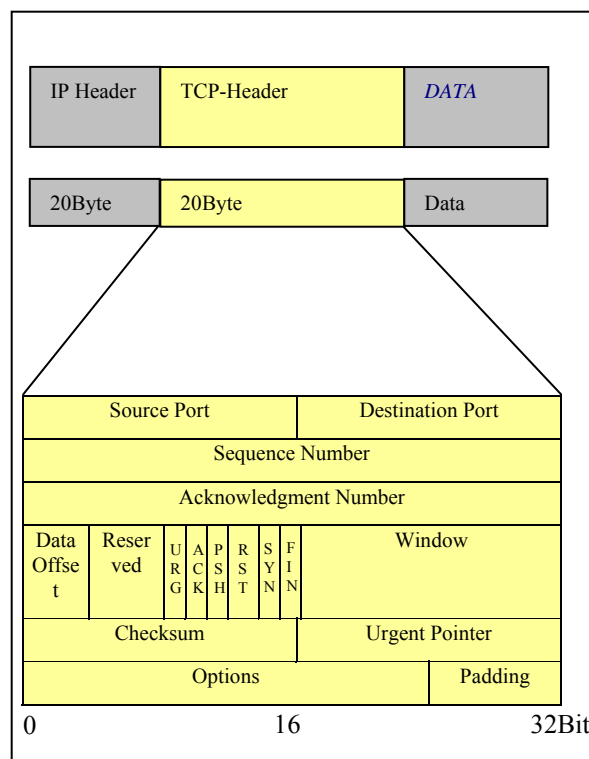 IP Header TCP-Header DATA
20Byte 20Byte Data
Source Port Destination Port
Sequence Number
Acknowledgment Number
Data
Offse
t
Reser
ved
U
R
G
A
C
K
P
S
H
R
S
T
S
Y
N
F
I
N
Window
Checksum Urgent Pointer
Options Padding
0 16 32Bit